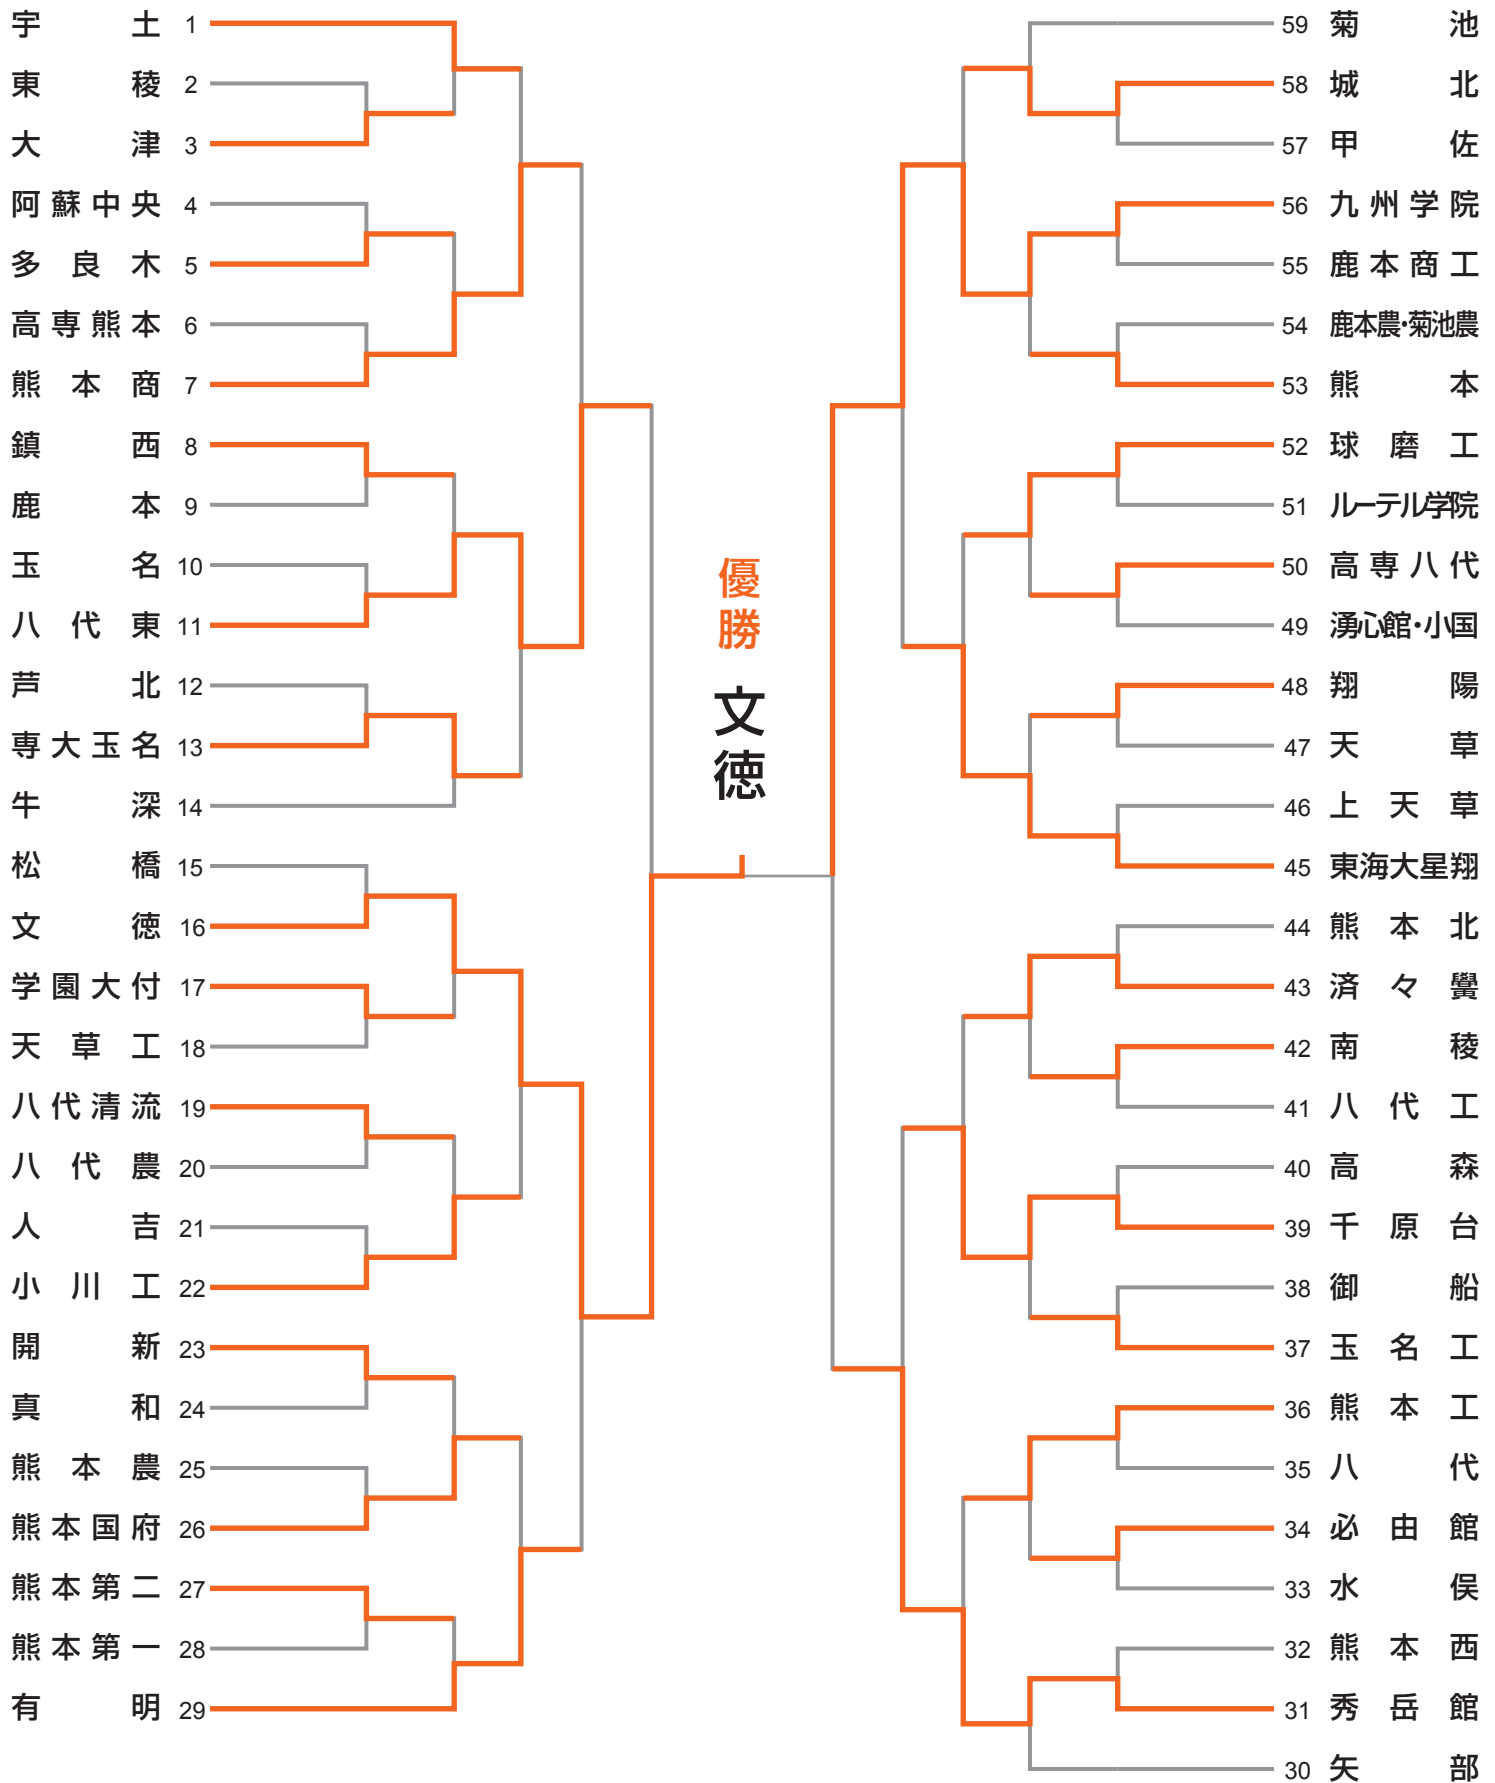 宇土 1
東稜 2
大津 3
阿蘇中央 4
多良木 5
高専熊本 6
熊本商 7
鎮西 8
鹿本 9
玉名 10
八代東 11
芦北 12
専大玉名 13
牛深 14
松橋 15
文徳 16
学園大付 17
天草工 18
八代清流 19
八代農 20
人吉 21
小川工 22
開新 23
真和 24
熊本農 25
熊本国府 26
熊本第二 27
熊本第一 28
有明 29
優勝
文徳
59 菊池
58 城北
57 甲佐
56 九州学院
55 鹿本商工
54 鹿本農・菊池農
53 熊本
52 球磨工
51 ルーテル学院
50 高専八代
49 湧心館・小国
48 翔陽
47 天草
46 上天草
45 東海大星翔
44 熊本北
43 済々黌
42 南稜
41 八代工
40 高森
39 千原台
38 御船
37 玉名工
36 熊本工
35 八代
34 必由館
33 水俣
32 熊本西
31 秀岳館
30 矢部